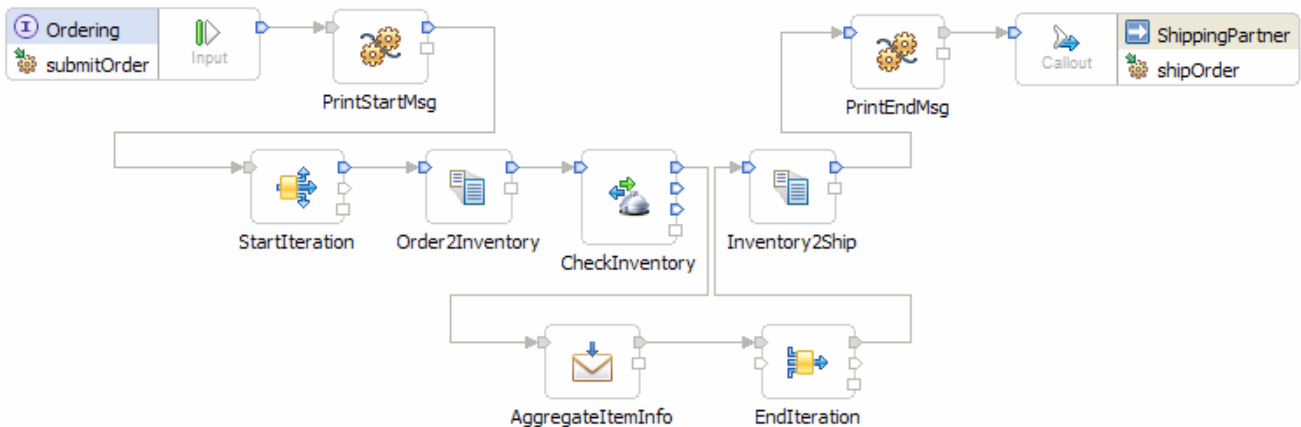 I
Ordering
submitOrder
Input
PrintStartMsg
PrintEndMsg
Callout
ShippingPartner
shipOrder
StartIteration
Order2Inventory
CheckInventory
Inventory2Ship
AggregateItemInfo
EndIteration